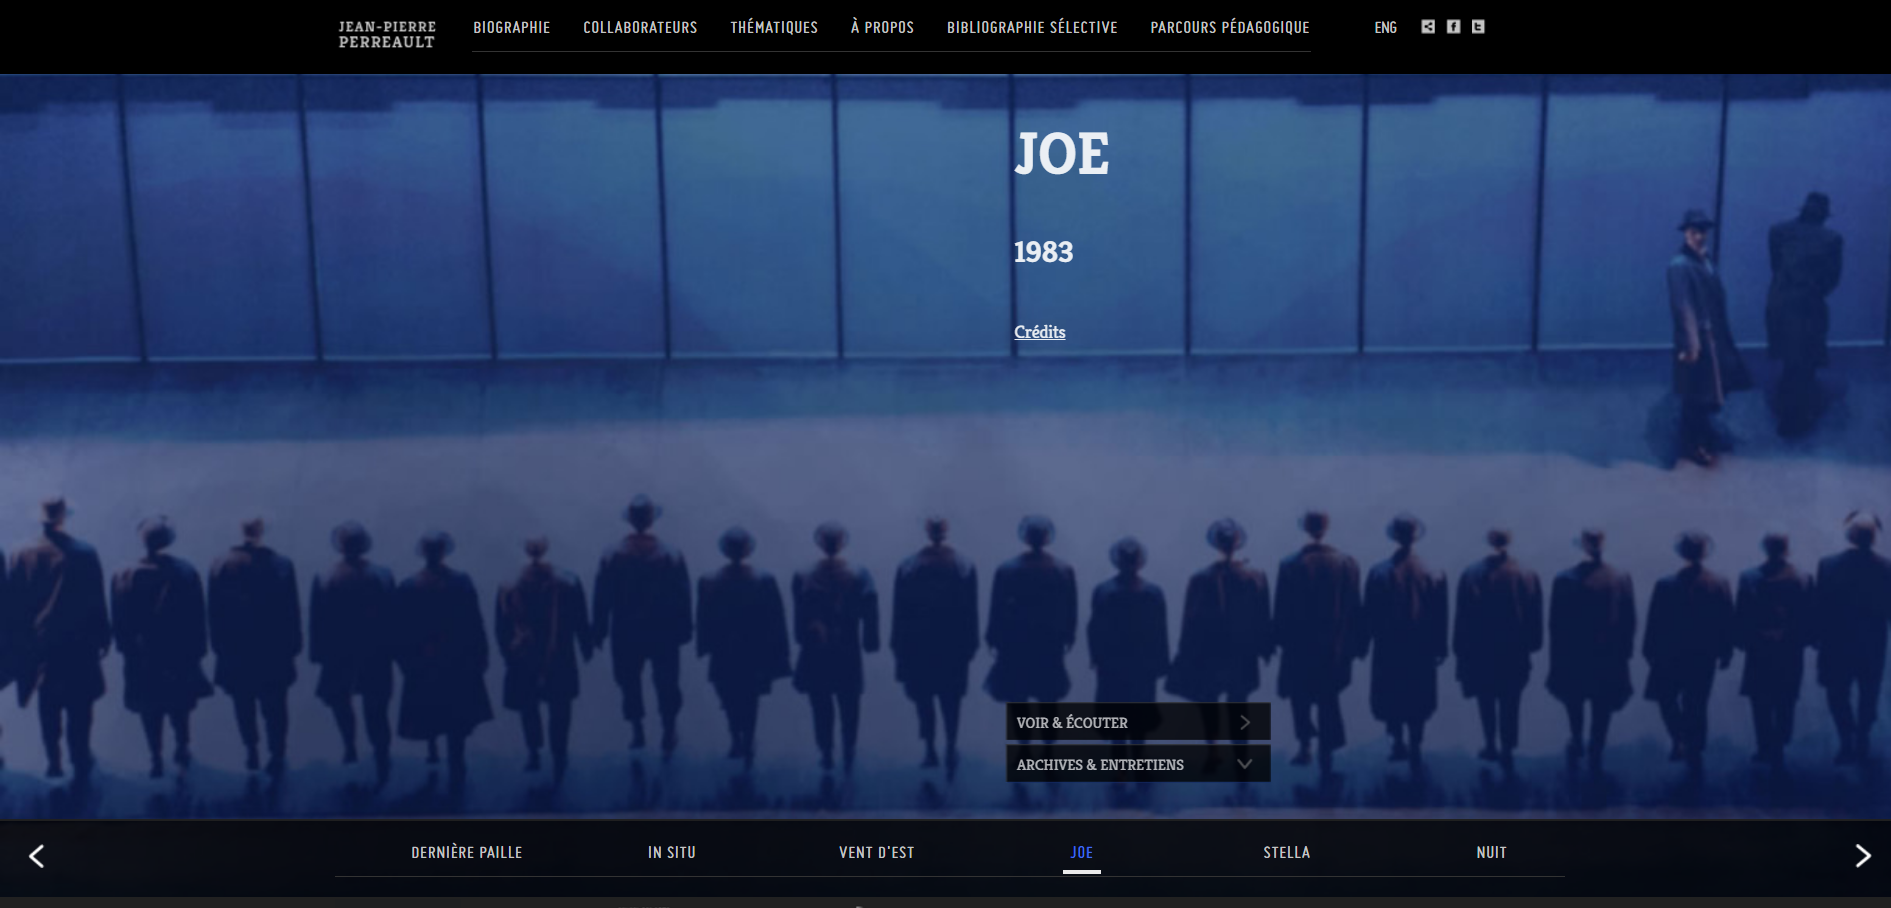 JEAN-PIERRE
PERREAULT
BIOGRAPHIE
COLLABORATEURS
THÉMATIQUES
À PROPOS
BIBLIOGRAPHIE SÉLECTIVE
PARCOURS PÉDAGOGIQUE
ENG
JOE
1983
Crédits
VOIR & ÉCOUTER
ARCHIVES & ENTRETIENS
DERNIÈRE PAILLE
IN SITU
VENT D'EST
JOE
STELLA
NUIT